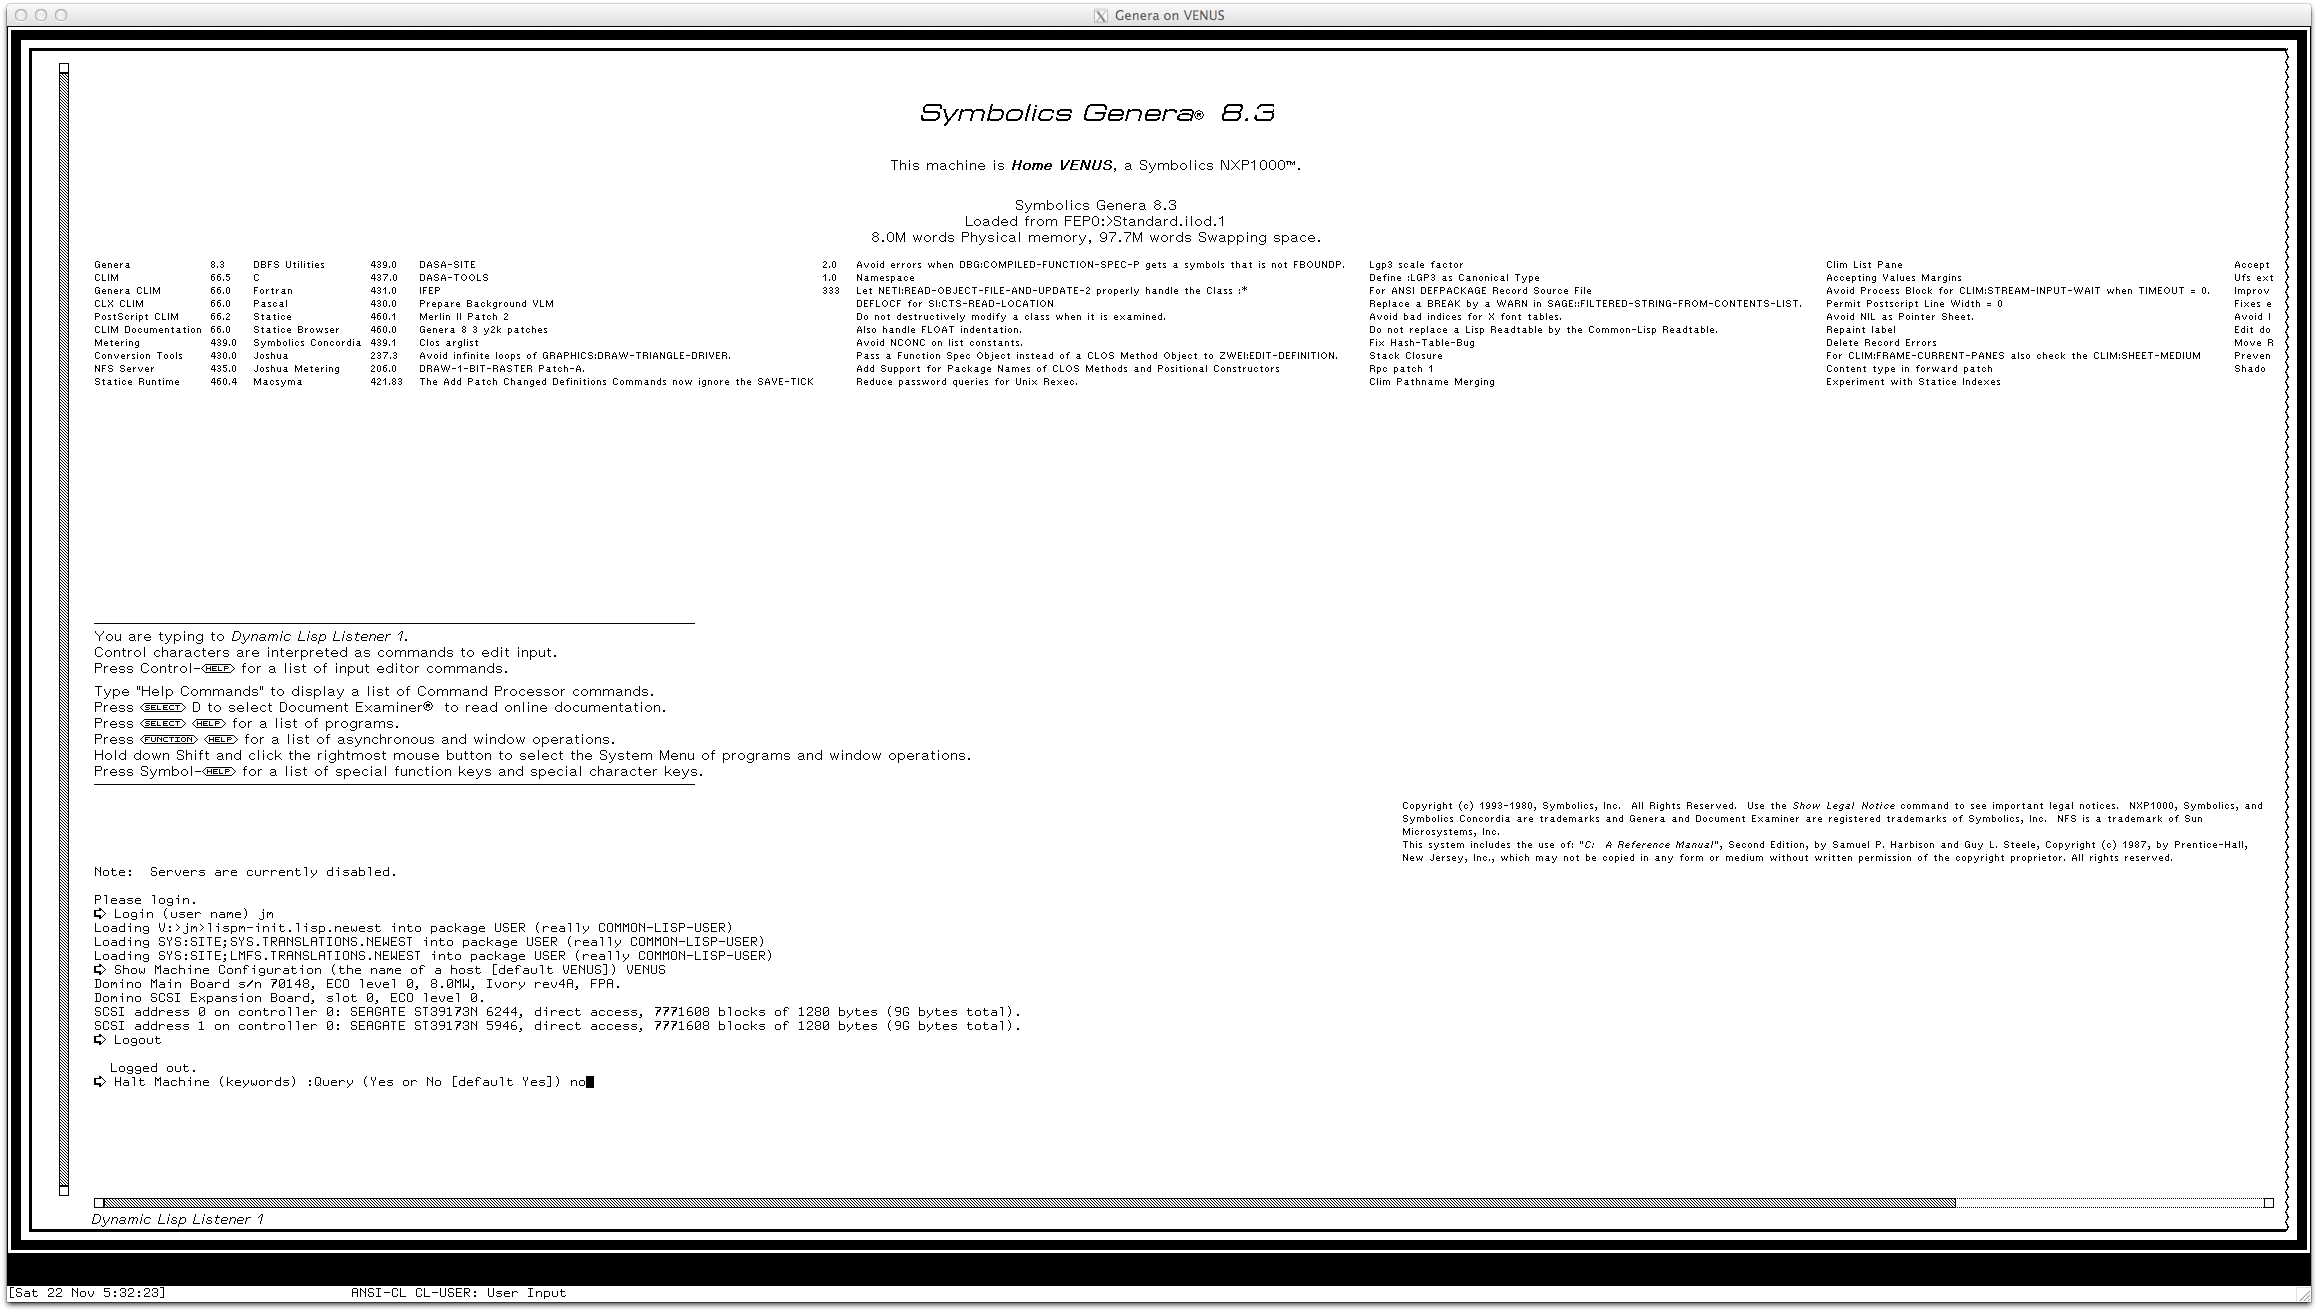 Genera on VENUS
Symbolics Genera® 8.3
This machine is Home VENUS, a Symbolics NXP1000™.
Symbolics Genera 8.3
Loaded from FEP0:>Standard.ilod.1
8.0M words Physical memory, 97.7M words Swapping space.
Genera 8.3 DBFS Utilities 439.0 DASA-SITE 2.0 Avoid errors when DBG:COMPILED-FUNCTION-SPEC-P gets a symbols that is not FBOUNDP. Lgp3 scale factor Clim List Pane Accept
CLIM 66.5 C 437.0 DASA-TOOLS 1.0 Namespace Define :LGP3 as Canonical Type Accepting Values Margins Ufs ext
Genera CLIM 66.0 Fortran 431.0 IFEP 333 Let NETI:READ-OBJECT-FILE-AND-UPDATE-2 properly handle the Class :* For ANSI DEFPACKAGE Record Source File Avoid Process Block for CLIM:STREAM-INPUT-WAIT when TIMEOUT = 0. Improv
CLX CLIM 66.0 Pascal 430.0 Prepare Background VLM DEFLOCF for SI:CTS-READ-LOCATION Replace a BREAK by a WARN in SAGE::FILTERED-STRING-FROM-CONTENTS-LIST. Permit Postscript Line Width = 0 Fixes e
PostScript CLIM 66.2 Statice 460.1 Merlin II Patch 2 Do not destructively modify a class when it is examined. Avoid bad indices for X font tables. Avoid NIL as Pointer Sheet. Avoid I
CLIM Documentation 66.0 Statice Browser 460.0 Genera 8 3 y2k patches Also handle FLOAT indentation. Do not replace a Lisp Readtable by the Common-Lisp Readtable. Repaint label Edit do
Metering 439.0 Symbolics Concordia 439.1 Clos arglist Avoid NCONC on list constants. Fix Hash-Table-Bug Delete Record Errors Move R
Conversion Tools 430.0 Joshua 237.3 Avoid infinite loops of GRAPHICS:DRAW-TRIANGLE-DRIVER. Pass a Function Spec Object instead of a CLOS Method Object to ZWEI:EDIT-DEFINITION. Stack Closure For CLIM:FRAME-CURRENT-PANES also check the CLIM:SHEET-MEDIUM Preven
NFS Server 435.0 Joshua Metering 206.0 DRAW-1-BIT-RASTER Patch-A. Add Support for Package Names of CLOS Methods and Positional Constructors Rpc patch 1 Content type in forward patch Shado
Statice Runtime 460.4 Macsyma 421.83 The Add Patch Changed Definitions Commands now ignore the SAVE-TICK Reduce password queries for Unix Rexec. Clim Pathname Merging Experiment with Statice Indexes
You are typing to Dynamic Lisp Listener 1.
Control characters are interpreted as commands to edit input.
Press Control-HELP for a list of input editor commands.
Type "Help Commands" to display a list of Command Processor commands.
Press SELECT D to select Document Examiner® to read online documentation.
Press SELECT HELP for a list of programs.
Press FUNCTION HELP for a list of asynchronous and window operations.
Hold down Shift and click the rightmost mouse button to select the System Menu of programs and window operations.
Press Symbol-HELP for a list of special function keys and special character keys.
Copyright (c) 1993-1980, Symbolics, Inc. All Rights Reserved. Use the Show Legal Notice command to see important legal notices. NXP1000, Symbolics, and
Symbolics Concordia are trademarks and Genera and Document Examiner are registered trademarks of Symbolics, Inc. NFS is a trademark of Sun
Microsystems, Inc.
This system includes the use of: "C: A Reference Manual", Second Edition, by Samuel P. Harbison and Guy L. Steele, Copyright (c) 1987, by Prentice-Hall,
New Jersey, Inc., which may not be copied in any form or medium without written permission of the copyright proprietor. All rights reserved.
Note: Servers are currently disabled.
Please login.
Login (user name) jm
Loading V:>jm>lispm-init.lisp.newest into package USER (really COMMON-LISP-USER)
Loading SYS:SITE;SYS.TRANSLATIONS.NEWEST into package USER (really COMMON-LISP-USER)
Loading SYS:SITE;LMFS.TRANSLATIONS.NEWEST into package USER (really COMMON-LISP-USER)
Show Machine Configuration (the name of a host [default VENUS]) VENUS
Domino Main Board s/n 70148, ECO level 0, 8.0MW, Ivory rev4A, FPA.
Domino SCSI Expansion Board, slot 0, ECO level 0.
SCSI address 0 on controller 0: SEAGATE ST39173N 6244, direct access, 7771608 blocks of 1280 bytes (9G bytes total).
SCSI address 1 on controller 0: SEAGATE ST39173N 5946, direct access, 7771608 blocks of 1280 bytes (9G bytes total).
Logout
Logged out.
Halt Machine (keywords) :Query (Yes or No [default Yes]) no
Dynamic Lisp Listener 1
[Sat 22 Nov 5:32:23] ANSI-CL CL-USER: User Input